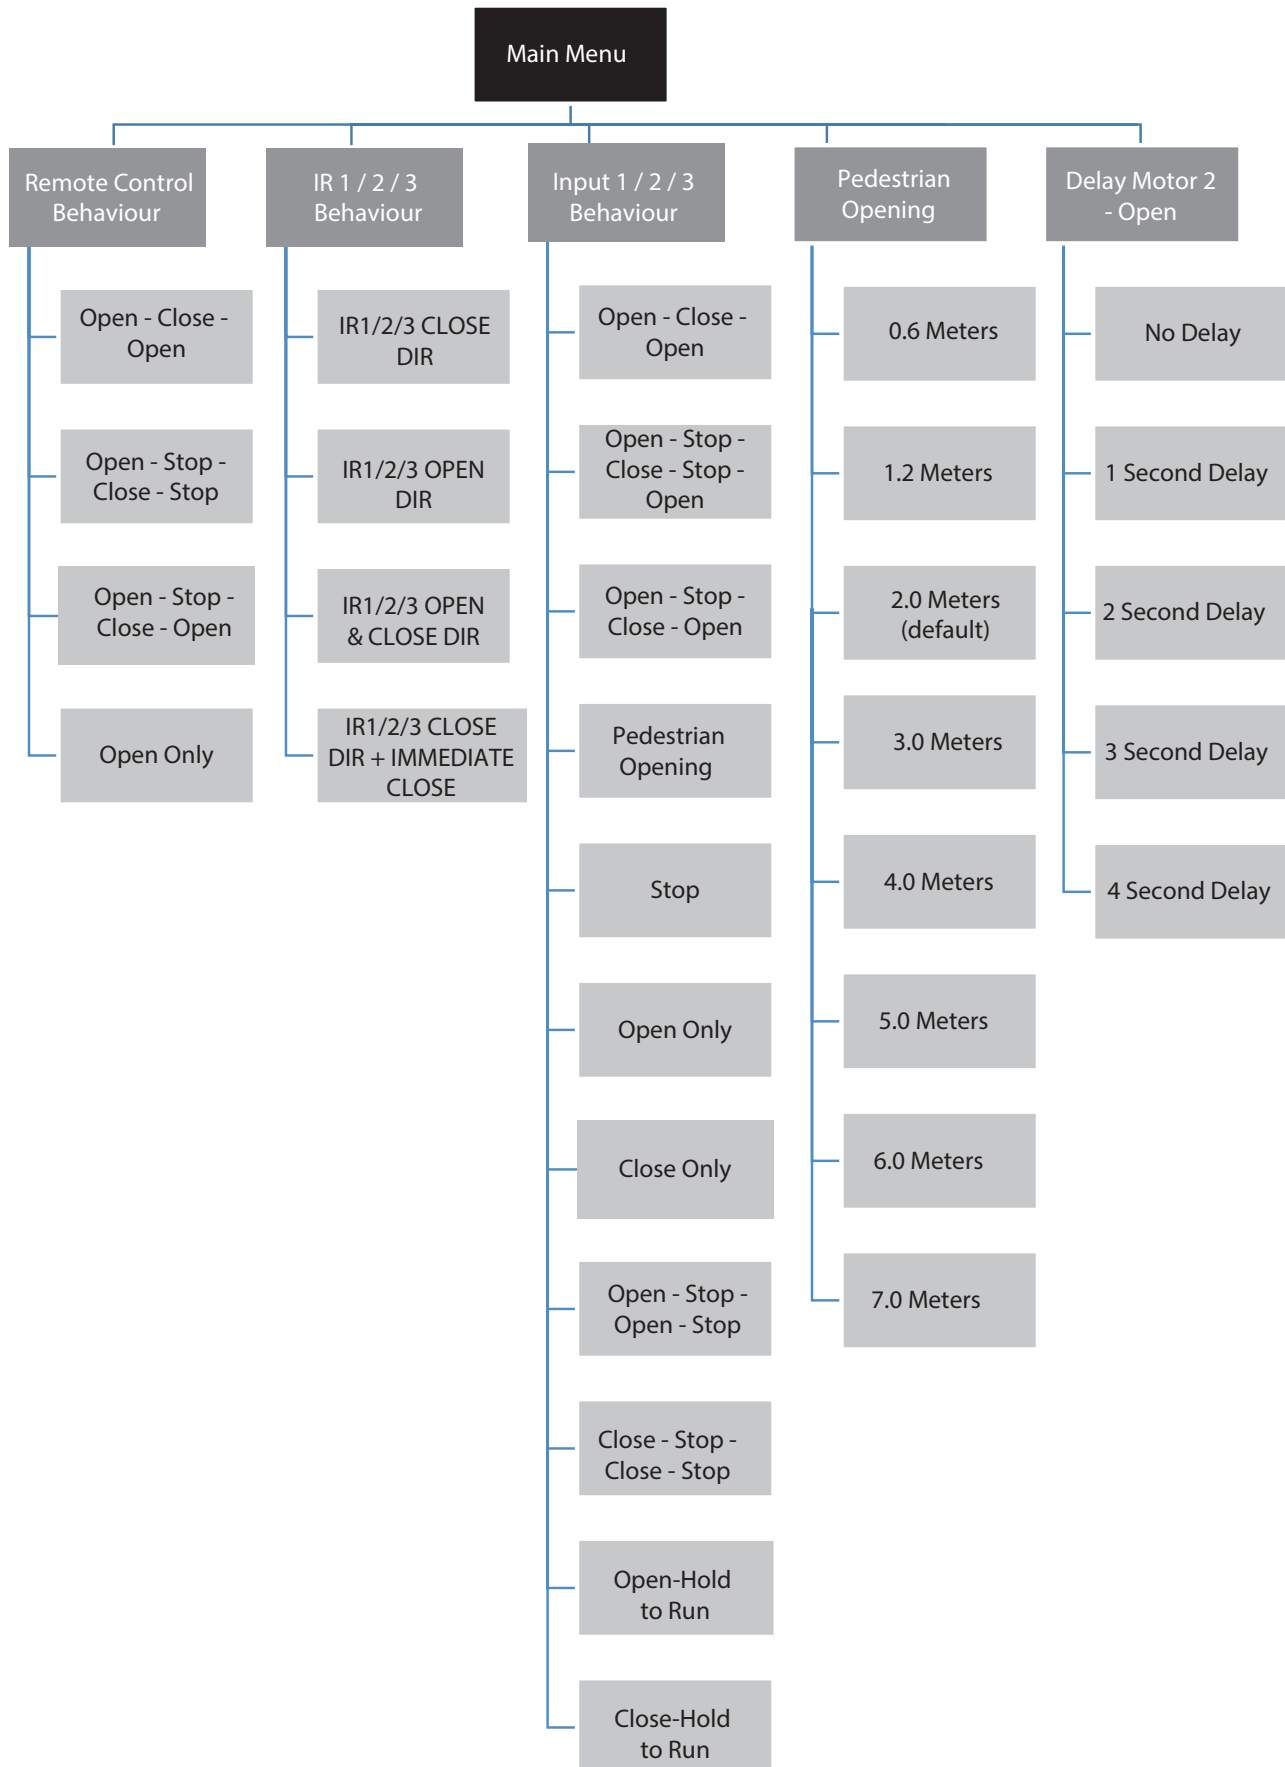 Main Menu
Remote Control
Behaviour
Open - Close -
Open
Open - Stop -
Close - Stop
Open - Stop -
Close - Open
Open Only
IR 1 / 2 / 3
Behaviour
IR1/2/3 CLOSE
DIR
IR1/2/3 OPEN
DIR
IR1/2/3 OPEN
& CLOSE DIR
IR1/2/3 CLOSE
DIR + IMMEDIATE
CLOSE
Input 1 / 2 / 3
Behaviour
Open - Close -
Open
Open - Stop -
Close - Stop -
Open
Open - Stop -
Close - Open
Pedestrian
Opening
Stop
Open Only
Close Only
Open - Stop -
Open - Stop
Close - Stop -
Close - Stop
Open-Hold
to Run
Close-Hold
to Run
Pedestrian
Opening
0.6 Meters
1.2 Meters
2.0 Meters
(default)
3.0 Meters
4.0 Meters
5.0 Meters
6.0 Meters
7.0 Meters
Delay Motor 2
- Open
No Delay
1 Second Delay
2 Second Delay
3 Second Delay
4 Second Delay